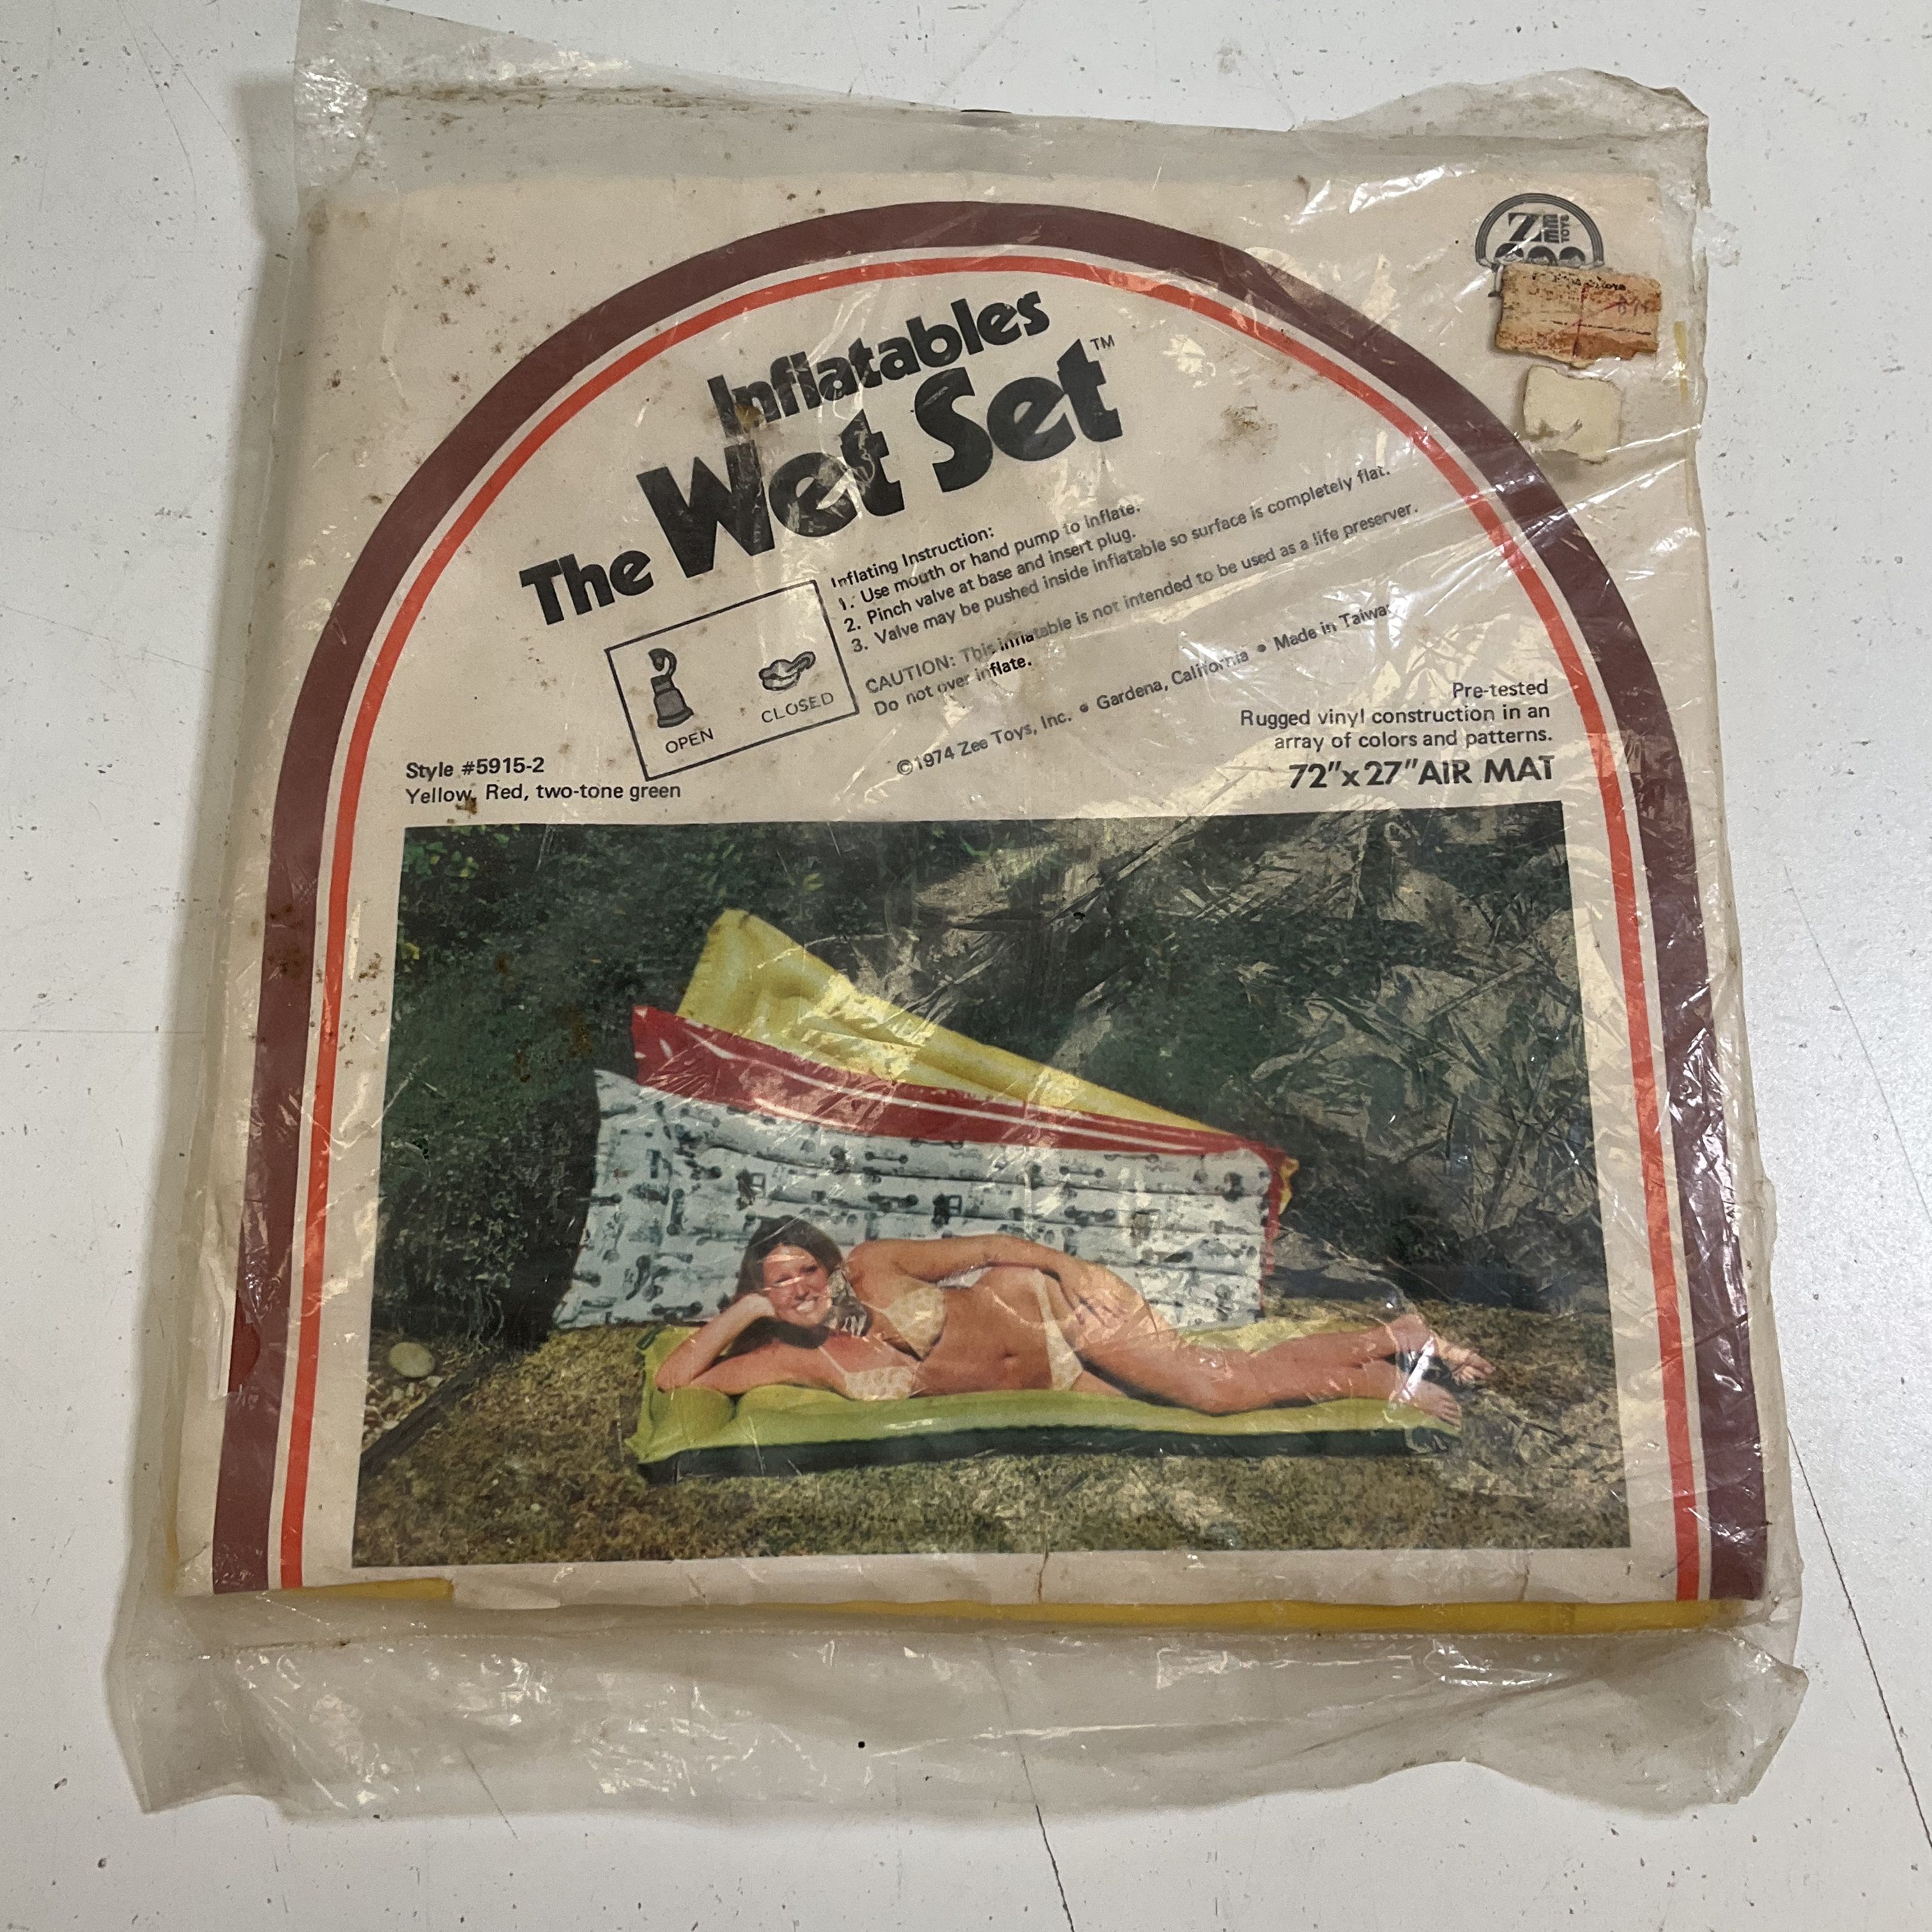 Z
ZEE
TOYS
Inflatables
The Wet Set™
Inflating Instruction:
1. Use mouth or hand pump to inflate.
2. Pinch valve at base and insert plug.
3. Valve may be pushed inside inflatable so surface is completely flat.
CAUTION: This inflatable is not intended to be used as a life preserver.
Do not over inflate.
OPEN
CLOSED
©1974 Zee Toys, Inc. • Gardena, California • Made in Taiwan
Style #5915-2
Yellow, Red, two-tone green
Pre-tested
Rugged vinyl construction in an
array of colors and patterns.
72"x27"AIR MAT